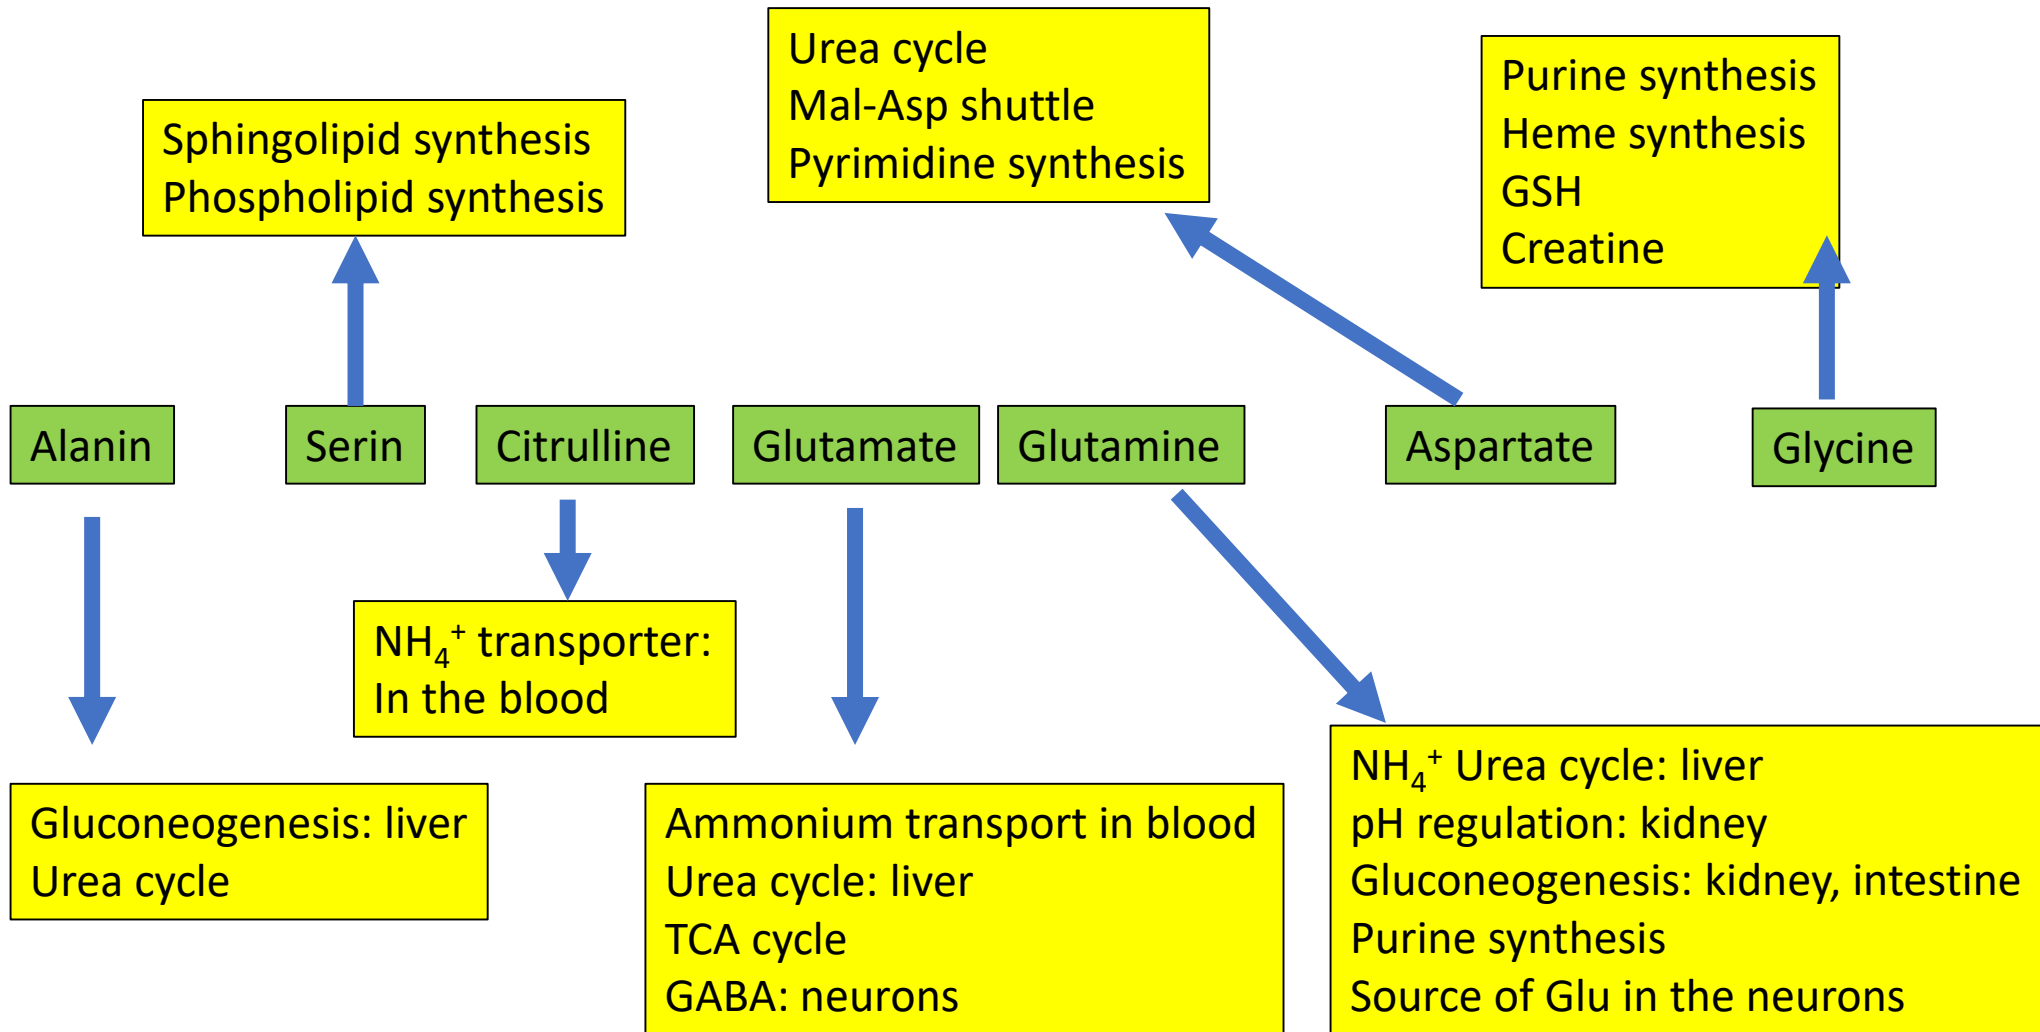 Urea cycle
Mal-Asp shuttle
Pyrimidine synthesis
Purine synthesis
Heme synthesis
GSH
Creatine
Sphingolipid synthesis
Phospholipid synthesis
Alanin
Serin
Citrulline
Glutamate
Glutamine
Aspartate
Glycine
NH₄⁺ transporter:
In the blood
Gluconeogenesis: liver
Urea cycle
Ammonium transport in blood
Urea cycle: liver
TCA cycle
GABA: neurons
NH₄⁺ Urea cycle: liver
pH regulation: kidney
Gluconeogenesis: kidney, intestine
Purine synthesis
Source of Glu in the neurons